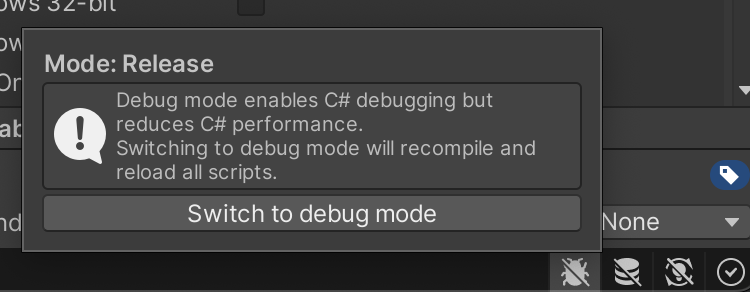 ows 32-bit
ow
Mode: Release
Or
Debug mode enables C# debugging but
reduces C# performance.
Switching to debug mode will recompile and
reload all scripts.
ab
Switch to debug mode
nd
None